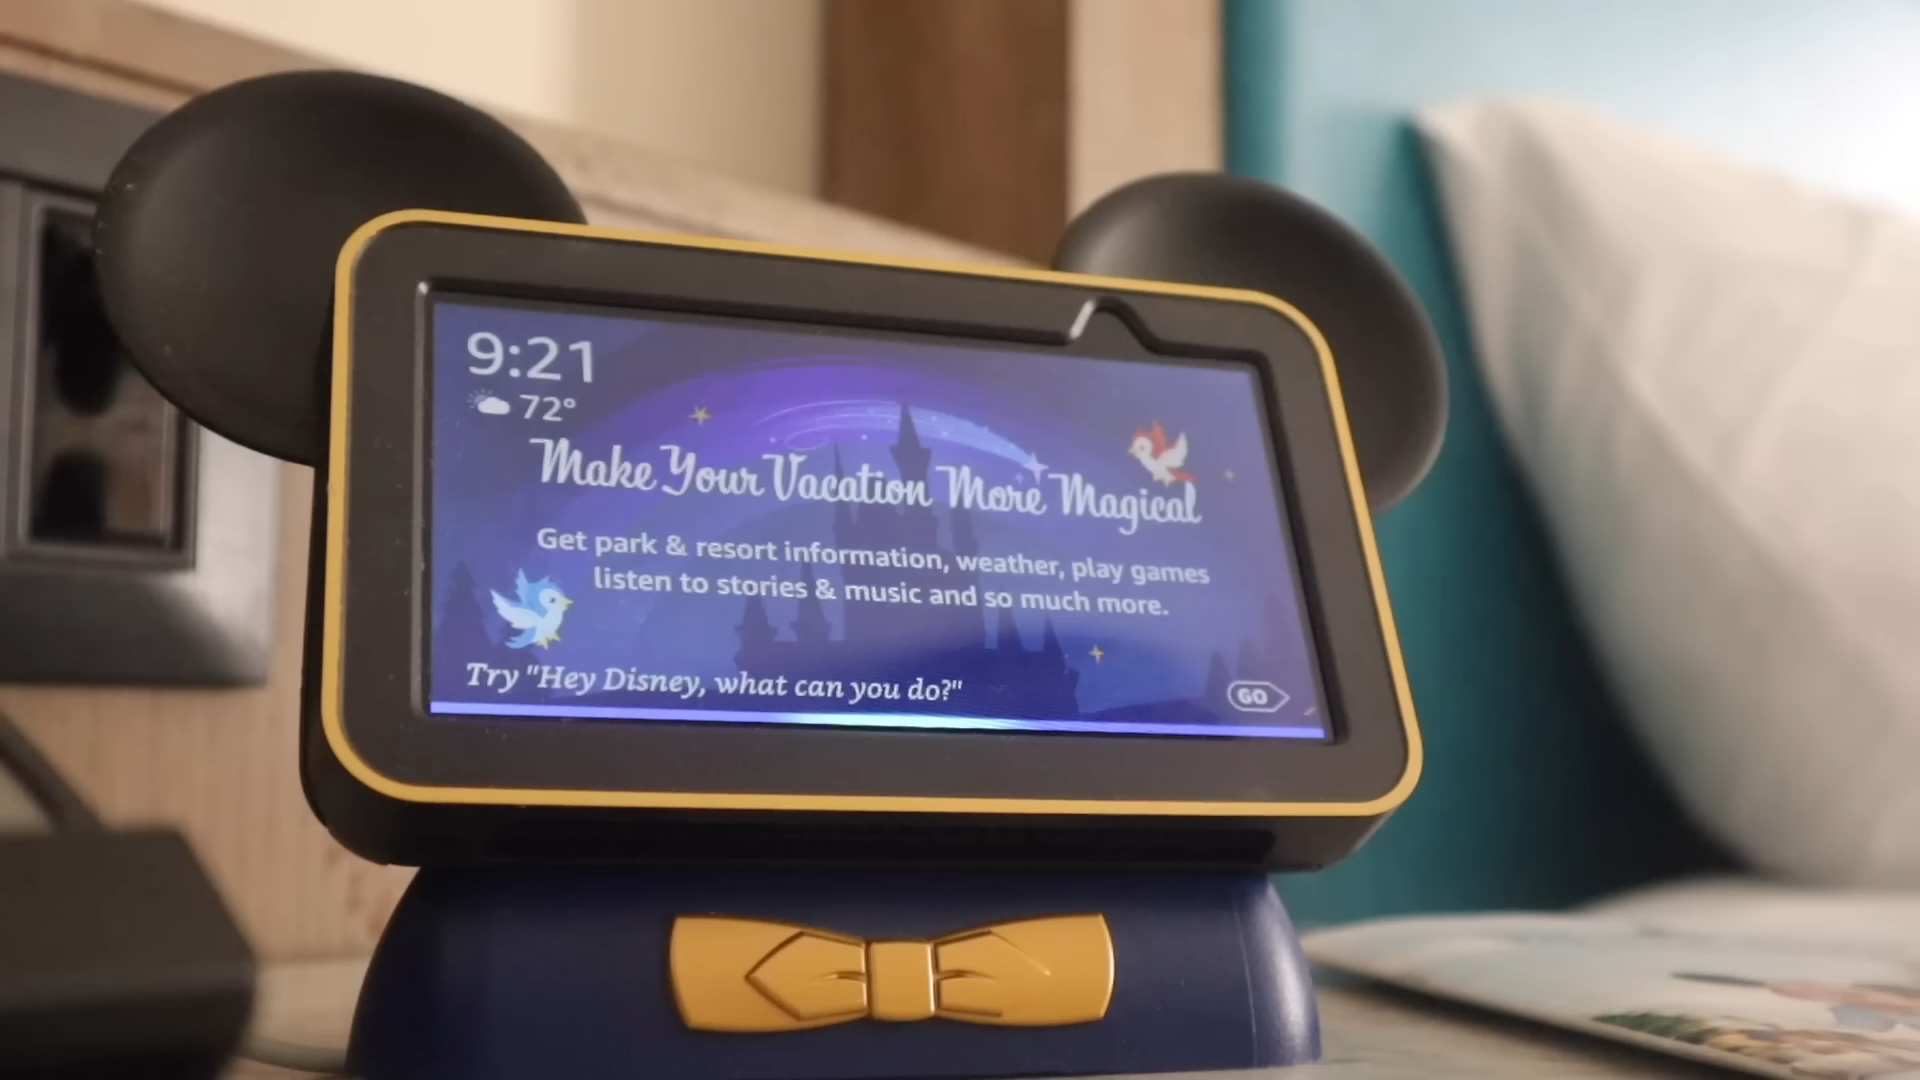 9:21
72°
Make Your Vacation More Magical
Get park & resort information, weather, play games
listen to stories & music and so much more.
Try "Hey Disney, what can you do?"
GO